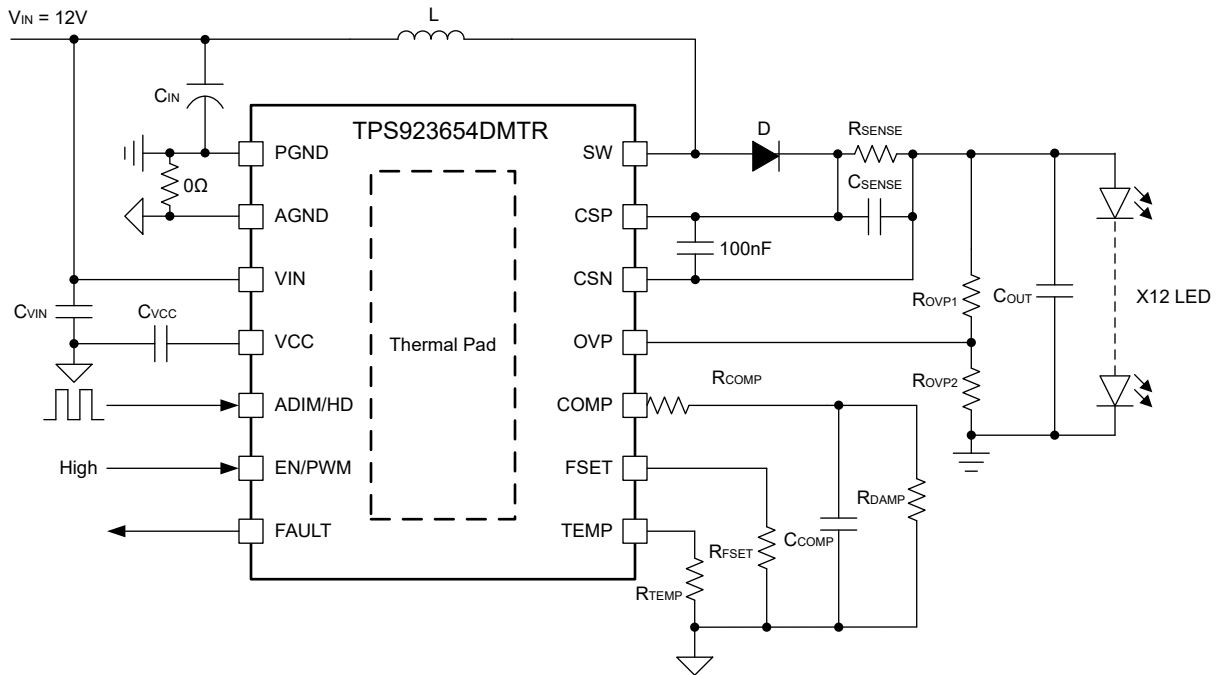 VIN = 12V
L
CIN
TPS923654DMTR
D
RSENSE
PGND
SW
0Ω
CSENSE
AGND
CSP
100nF
VIN
CSN
ROVP1
COUT
X12 LED
CVIN
CVCC
VCC
Thermal Pad
OVP
RCOMP
ROVP2
ADIM/HD
COMP
High
EN/PWM
FSET
RDAMP
FAULT
TEMP
RFSET
CCOMP
RTEMP